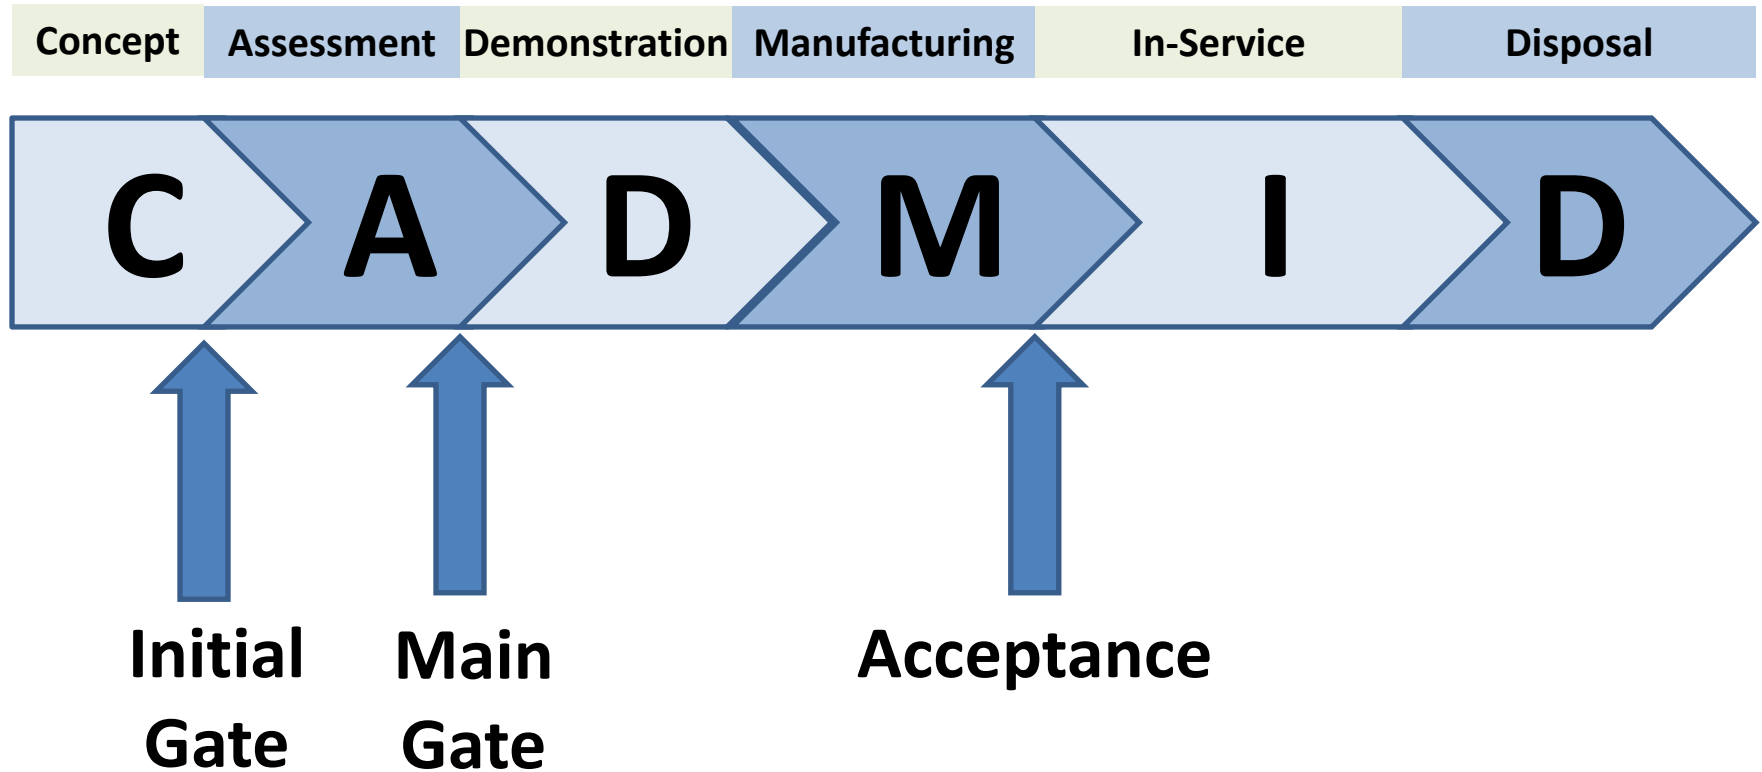 Concept Assessment Demonstration Manufacturing In-Service Disposal
C A D M I D
Initial Gate
Main Gate
Acceptance